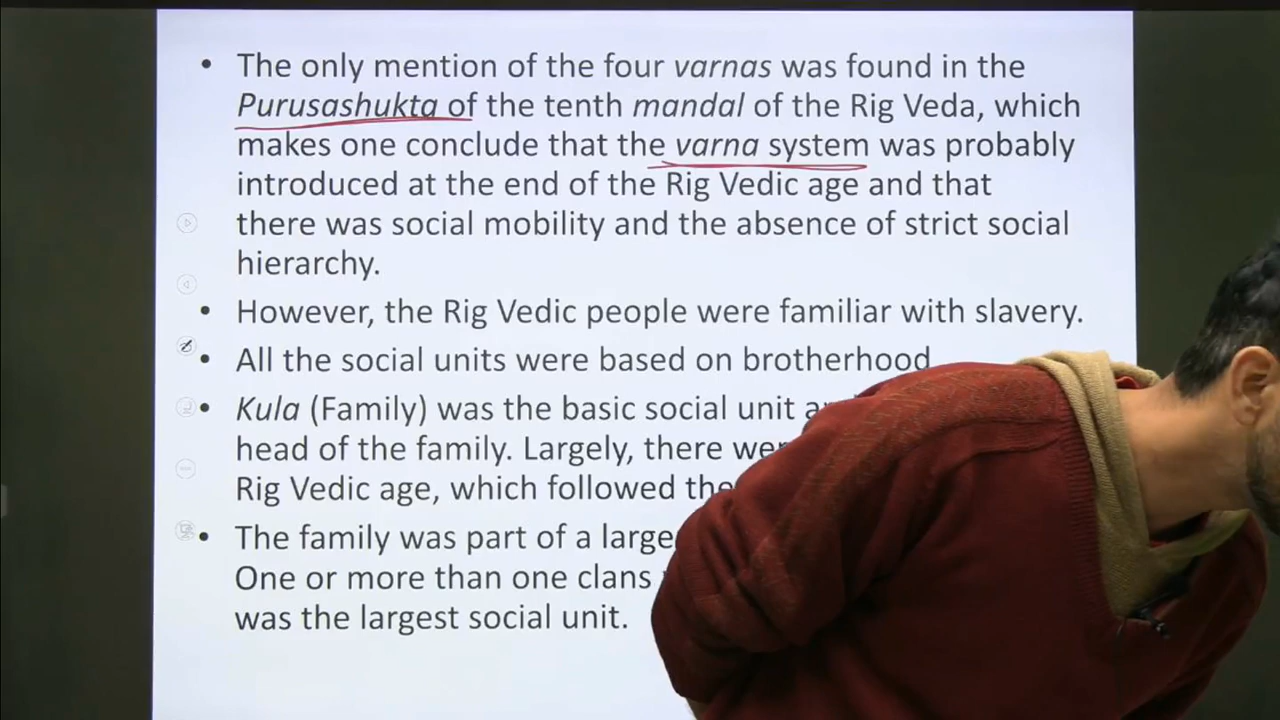 • The only mention of the four varnas was found in the
Purusashukta of the tenth mandal of the Rig Veda, which
makes one conclude that the varna system was probably
introduced at the end of the Rig Vedic age and that
there was social mobility and the absence of strict social
hierarchy.
• However, the Rig Vedic people were familiar with slavery.
• All the social units were based on brotherhood
• Kula (Family) was the basic social unit
head of the family. Largely, there
Rig Vedic age, which followed
• The family was part of a
One or more than one clans
was the largest social unit.